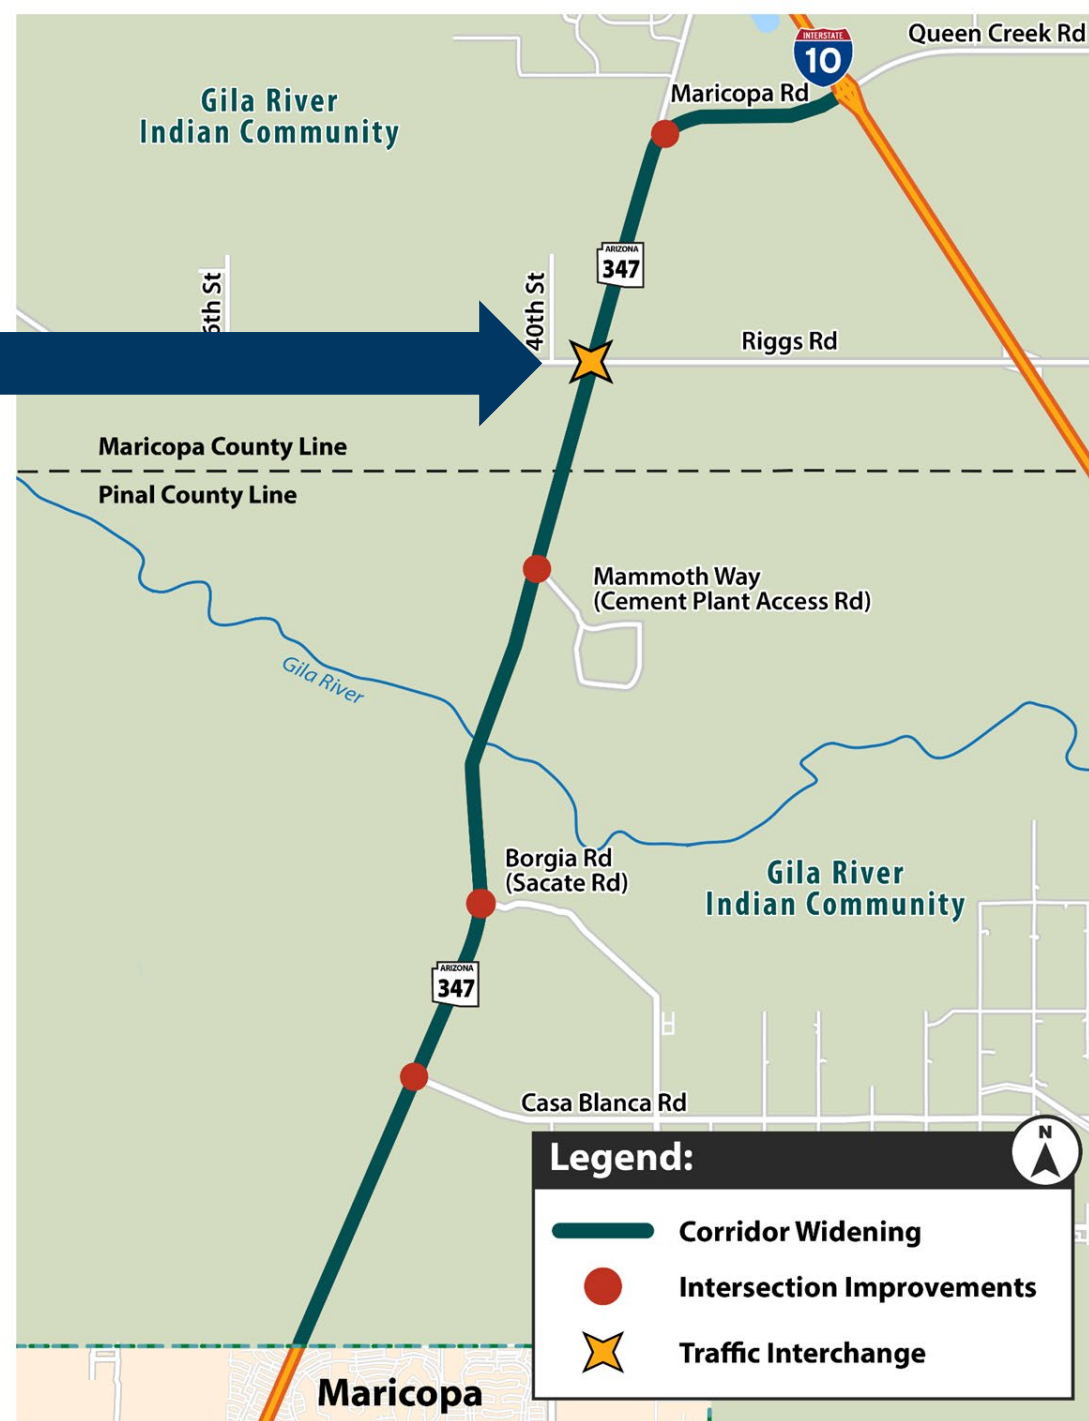 Queen Creek Rd
INTERSTATE
10
Maricopa Rd
Gila River
Indian Community
ARIZONA
347
6th St
40th St
Riggs Rd
Maricopa County Line
Pinal County Line
Mammoth Way
(Cement Plant Access Rd)
Gila River
Borgia Rd
(Sacate Rd)
Gila River
Indian Community
ARIZONA
347
Casa Blanca Rd
N
Legend:
Corridor Widening
Intersection Improvements
Traffic Interchange
Maricopa